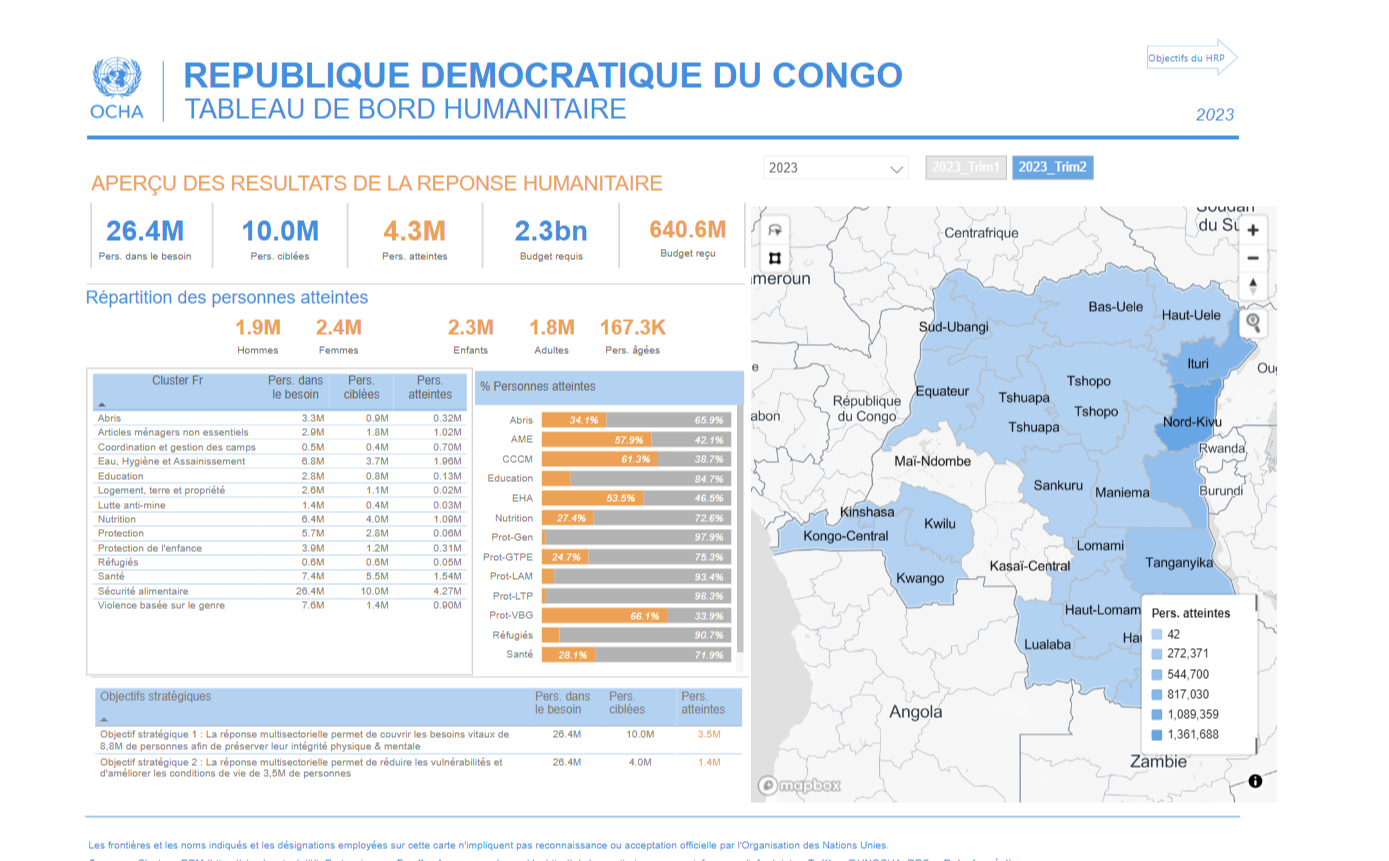 OCHA
REPUBLIQUE DEMOCRATIQUE DU CONGO
TABLEAU DE BORD HUMANITAIRE
Objectifs du HRP
2023
APERÇU DES RESULTATS DE LA REPONSE HUMANITAIRE
2023
2023_Trim1
2023_Trim2
26.4M
Pers. dans le besoin
10.0M
Pers. ciblées
4.3M
Pers. atteintes
2.3bn
Budget requis
640.6M
Budget reçu
Répartition des personnes atteintes
1.9M
Hommes
2.4M
Femmes
2.3M
Enfants
1.8M
Adultes
167.3K
Pers. âgées
Cluster Fr Pers. dans le besoin Pers. ciblées Pers. atteintes
Abris 3.3M 0.9M 0.32M
Articles ménagers non essentiels 2.9M 1.8M 1.02M
Coordination et gestion des camps 0.5M 0.4M 0.70M
Eau, Hygiène et Assainissement 6.8M 3.7M 1.96M
Education 2.8M 0.8M 0.13M
Logement, terre et propriété 2.6M 1.1M 0.02M
Lutte anti-mine 1.4M 0.4M 0.03M
Nutrition 6.4M 4.0M 1.09M
Protection 5.7M 2.8M 0.06M
Protection de l'enfance 3.9M 1.2M 0.31M
Réfugiés 0.6M 0.6M 0.05M
Santé 7.4M 5.5M 1.54M
Sécurité alimentaire 26.4M 10.0M 4.27M
Violence basée sur le genre 7.6M 1.4M 0.90M
% Personnes atteintes
Abris 34.1% 65.9%
AME 57.9% 42.1%
CCCM 61.3% 38.7%
Education 84.7%
EHA 53.5% 46.5%
Nutrition 27.4% 72.6%
Prot-Gen 97.9%
Prot-GTPE 24.7% 75.3%
Prot-LAM 93.4%
Prot-LTP 98.3%
Prot-VBG 66.1% 33.9%
Réfugiés 90.7%
Santé 28.1% 71.9%
Objectifs stratégiques Pers. dans le besoin Pers. ciblées Pers. atteintes
Objectif stratégique 1 : La réponse multisectorielle permet de couvrir les besoins vitaux de
8,8M de personnes afin de préserver leur intégrité physique & mentale
26.4M 10.0M 3.5M
Objectif stratégique 2 : La réponse multisectorielle permet de réduire les vulnérabilités et
d'améliorer les conditions de vie de 3,5M de personnes
26.4M 4.0M 1.4M
Soudan
du Su
Centrafrique
meroun
Bas-Uele
Haut-Uele
Sud-Ubangi
Ituri
Ou
e
Tshopo
Equateur
Tshuapa
République
du Congo
Tshopo
abon
Nord-Kivu
Tshuapa
Rwanda
Maï-Ndombe
Sankuru
Maniema
Burundi
Kinshasa
Kwilu
Kongo-Central
Lomami
Tanganyika
Kasaï-Central
Kwango
Haut-Lomam
Hau
Lualaba
Angola
Zambie
Pers. atteintes
42
272,371
544,700
817,030
1,089,359
1,361,688
mapbox
Les frontières et les noms indiqués et les désignations employées sur cette carte n'impliquent pas reconnaissance ou acceptation officielle par l'Organisation des Nations Unies.